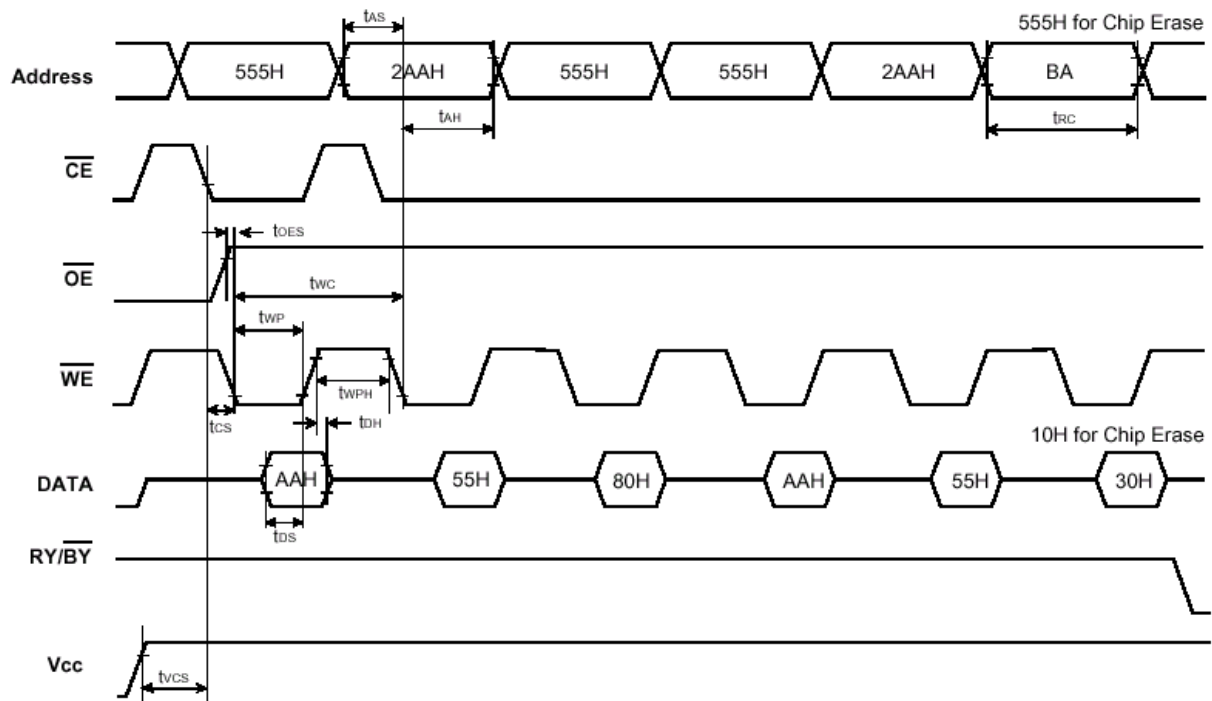 tAS
555H for Chip Erase
Address 555H 2AAH 555H 555H 2AAH BA
tAH tRC
CE
tOES
OE
tWC
tWP
WE
tWPH
tCS tDH
10H for Chip Erase
DATA AAH 55H 80H AAH 55H 30H
tDS
RY/BY
Vcc
tVCS